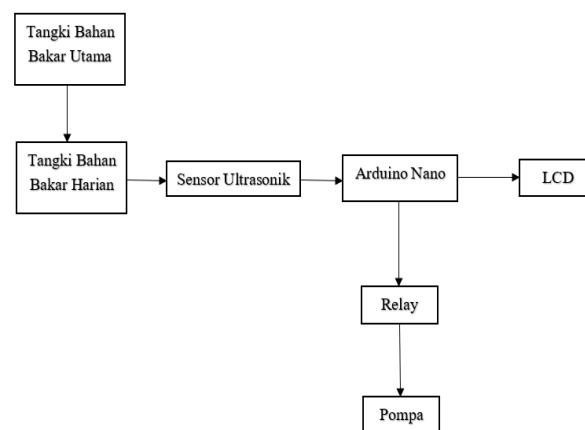 Tangki Bahan
Bakar Utama
Tangki Bahan
Bakar Harian
Sensor Ultrasonik
Arduino Nano
LCD
Relay
Pompa